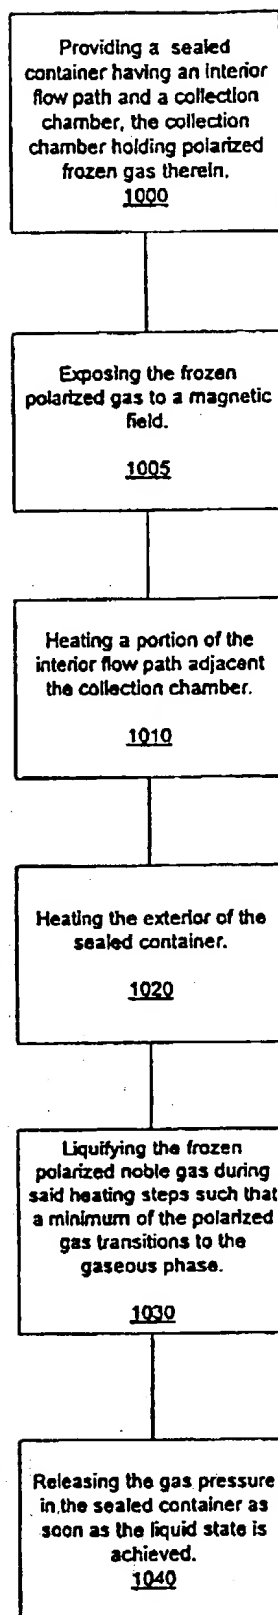 Providing a sealed
container having an interior
flow path and a collection
chamber, the collection
chamber holding polarized
frozen gas therein.
1000
Exposing the frozen
polarized gas to a magnetic
field.
1005
Heating a portion of the
interior flow path adjacent
the collection chamber.
1010
Heating the exterior of the
sealed container.
1020
Liquifying the frozen
polarized noble gas during
said heating steps such that
a minimum of the polarized
gas transitions to the
gaseous phase.
1030
Releasing the gas pressure
in the sealed container as
soon as the liquid state is
achieved.
1040